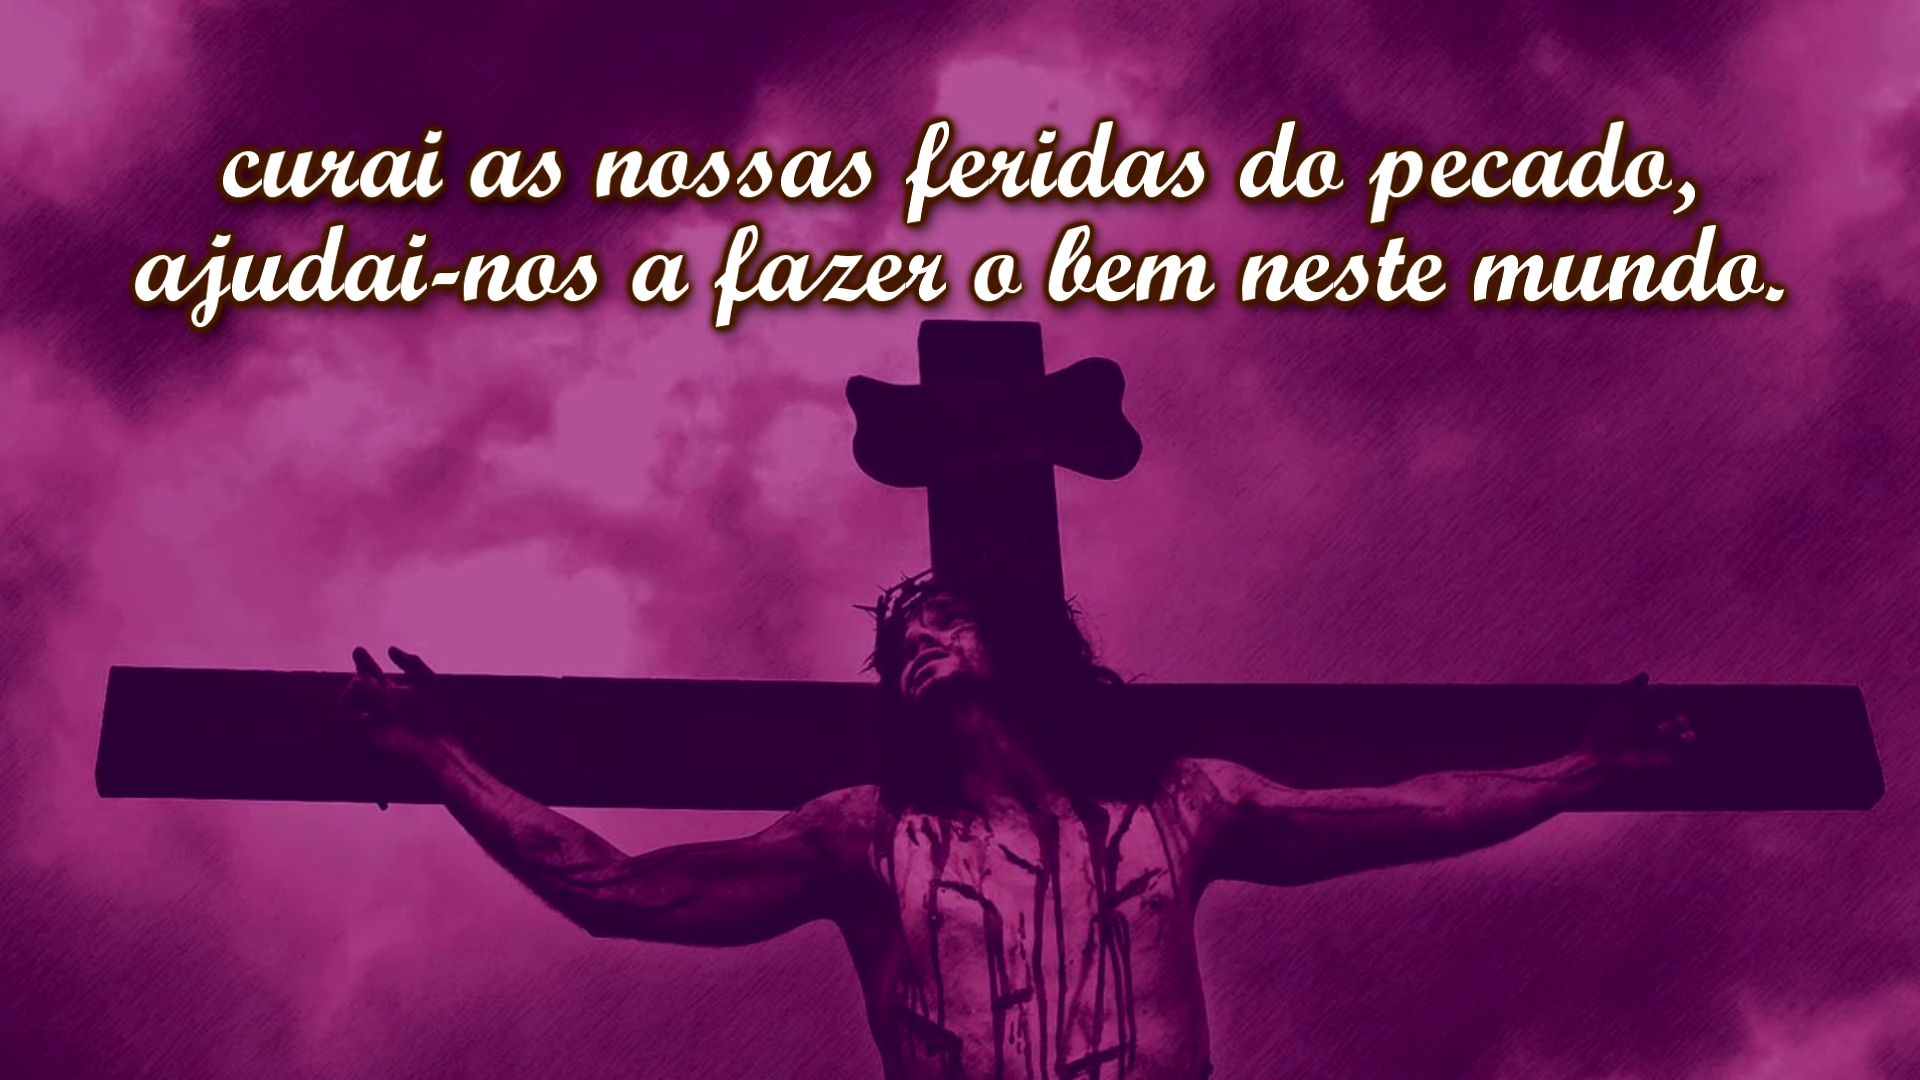 curai as nossas feridas do pecado,
ajudai-nos a fazer o bem neste mundo.